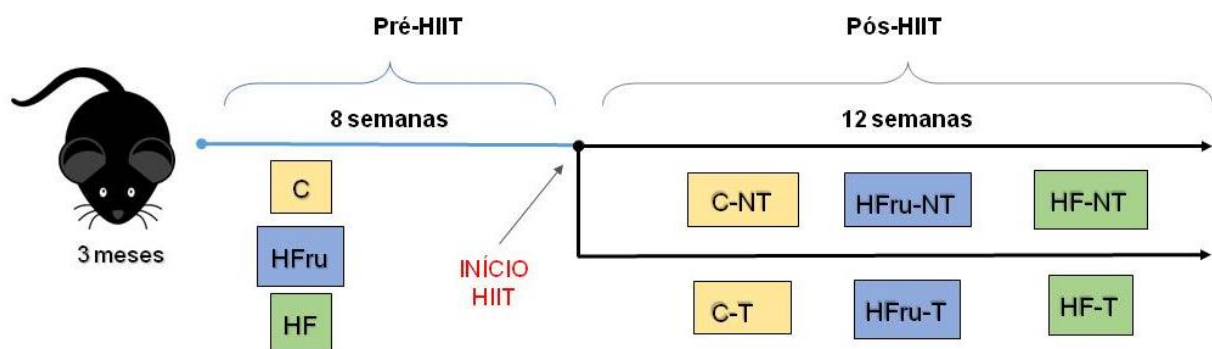 Pré-HIIT
Pós-HIIT
8 semanas
12 semanas
3 meses
C
HFru
HF
INÍCIO
HIIT
C-NT
HFru-NT
HF-NT
C-T
HFru-T
HF-T